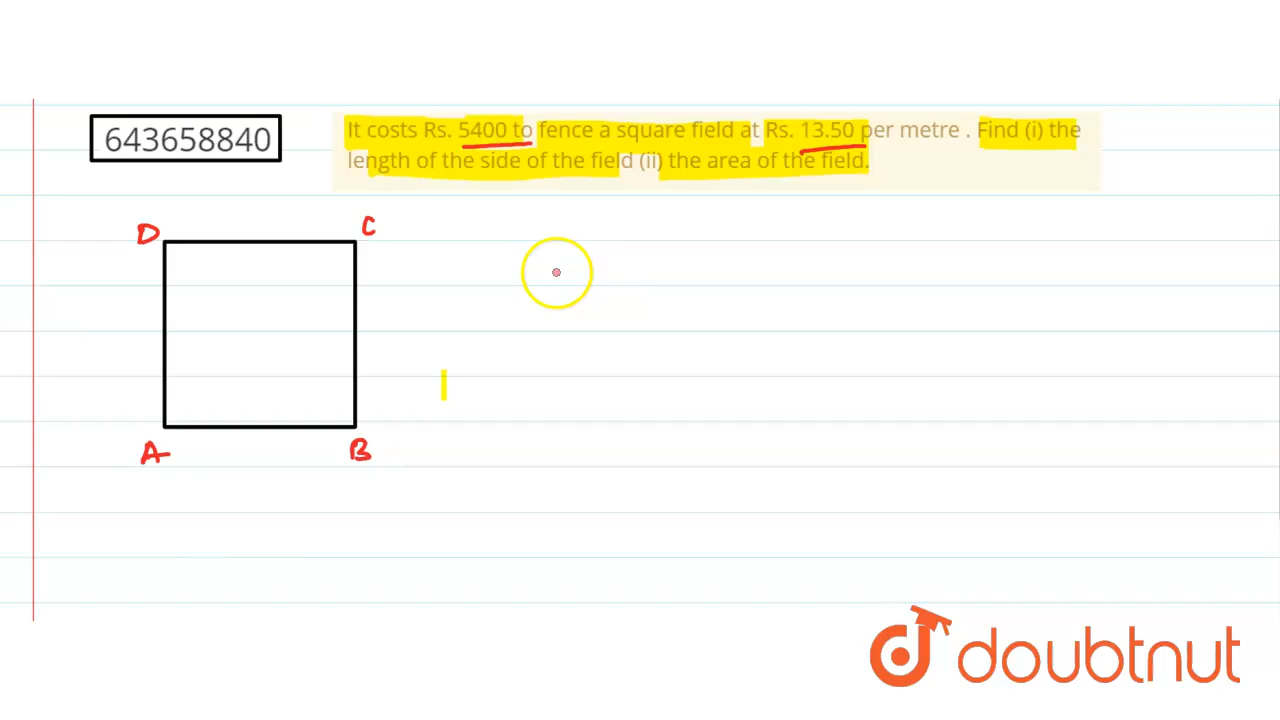 643658840
It costs Rs. 5400 to fence a square field at Rs. 13.50 per metre . Find (i) the
length of the side of the field (ii) the area of the field.
D C
A B
doubtnut